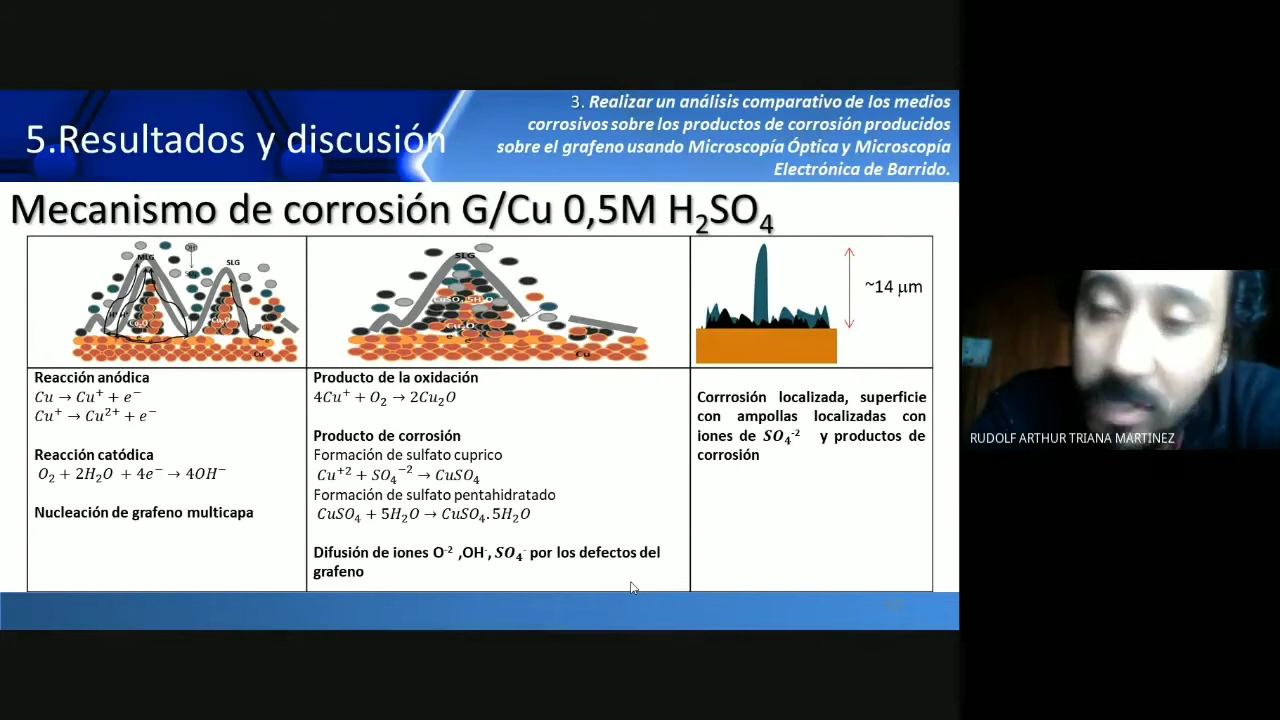 5.Resultados y discusión
3. Realizar un análisis comparativo de los medios
corrosivos sobre los productos de corrosión producidos
sobre el grafeno usando Microscopía Óptica y Microscopía
Electrónica de Barrido.
Mecanismo de corrosión G/Cu 0,5M H₂SO₄
MLG
OH⁻
SLG
Cu₂O
Cu₂O
Cu
SLG
CuSO₄.5H₂O
Cu₂O
Cu
~14 µm
Reacción anódica
Cu → Cu⁺ + e⁻
Cu⁺ → Cu²⁺ + e⁻
Reacción catódica
O₂ + 2H₂O + 4e⁻ → 4OH⁻
Nucleación de grafeno multicapa
Producto de la oxidación
4Cu⁺ + O₂ → 2Cu₂O
Producto de corrosión
Formación de sulfato cuprico
Cu⁺² + SO₄⁻² → CuSO₄
Formación de sulfato pentahidratado
CuSO₄ + 5H₂O → CuSO₄.5H₂O
Difusión de iones O⁻² ,OH⁻, SO₄⁻ por los defectos del
grafeno
Corrrosión localizada, superficie
con ampollas localizadas con
iones de SO₄⁻² y productos de
corrosión
RUDOLF ARTHUR TRIANA MARTINEZ